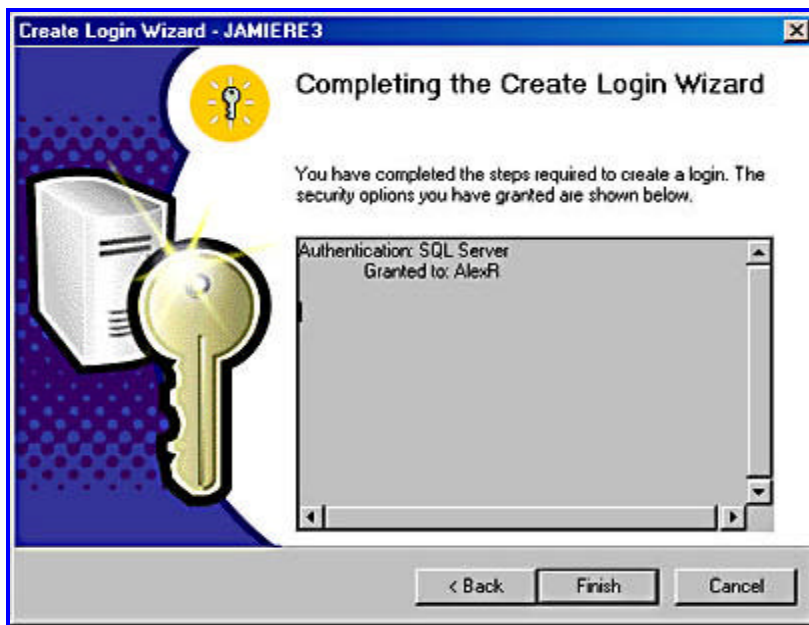 Create Login Wizard - JAMIERE3
Completing the Create Login Wizard
You have completed the steps required to create a login. The
security options you have granted are shown below.
Authentication: SQL Server
Granted to: AlexR
< Back
Finish
Cancel